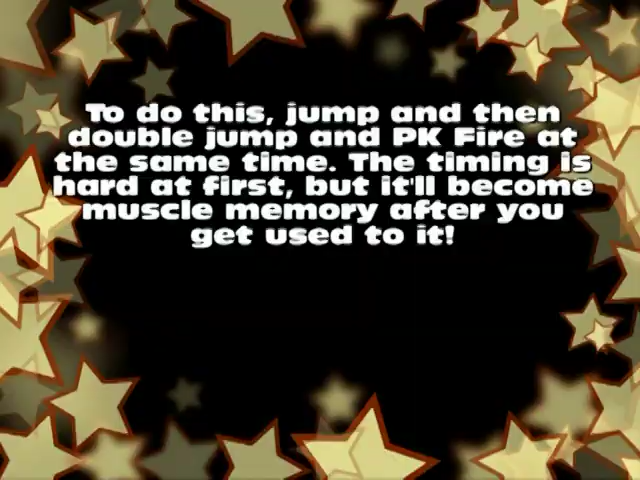 To do this, jump and then
double jump and PK Fire at
the same time. The timing is
hard at first, but it'll become
muscle memory after you
get used to it!